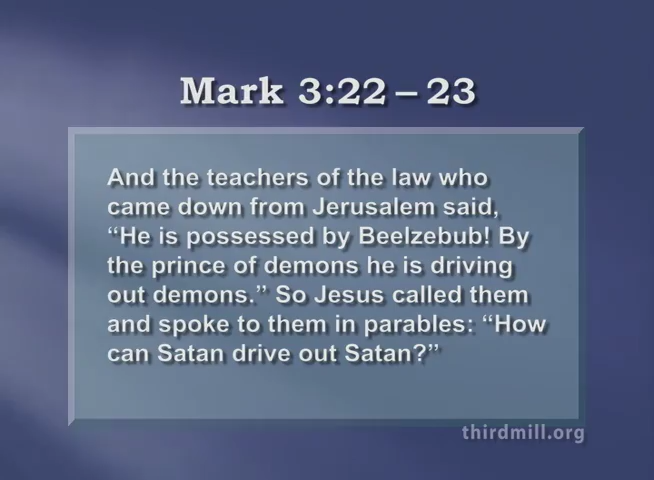 Mark 3:22 – 23
And the teachers of the law who
came down from Jerusalem said,
“He is possessed by Beelzebub! By
the prince of demons he is driving
out demons.” So Jesus called them
and spoke to them in parables: “How
can Satan drive out Satan?”
thirdmill.org